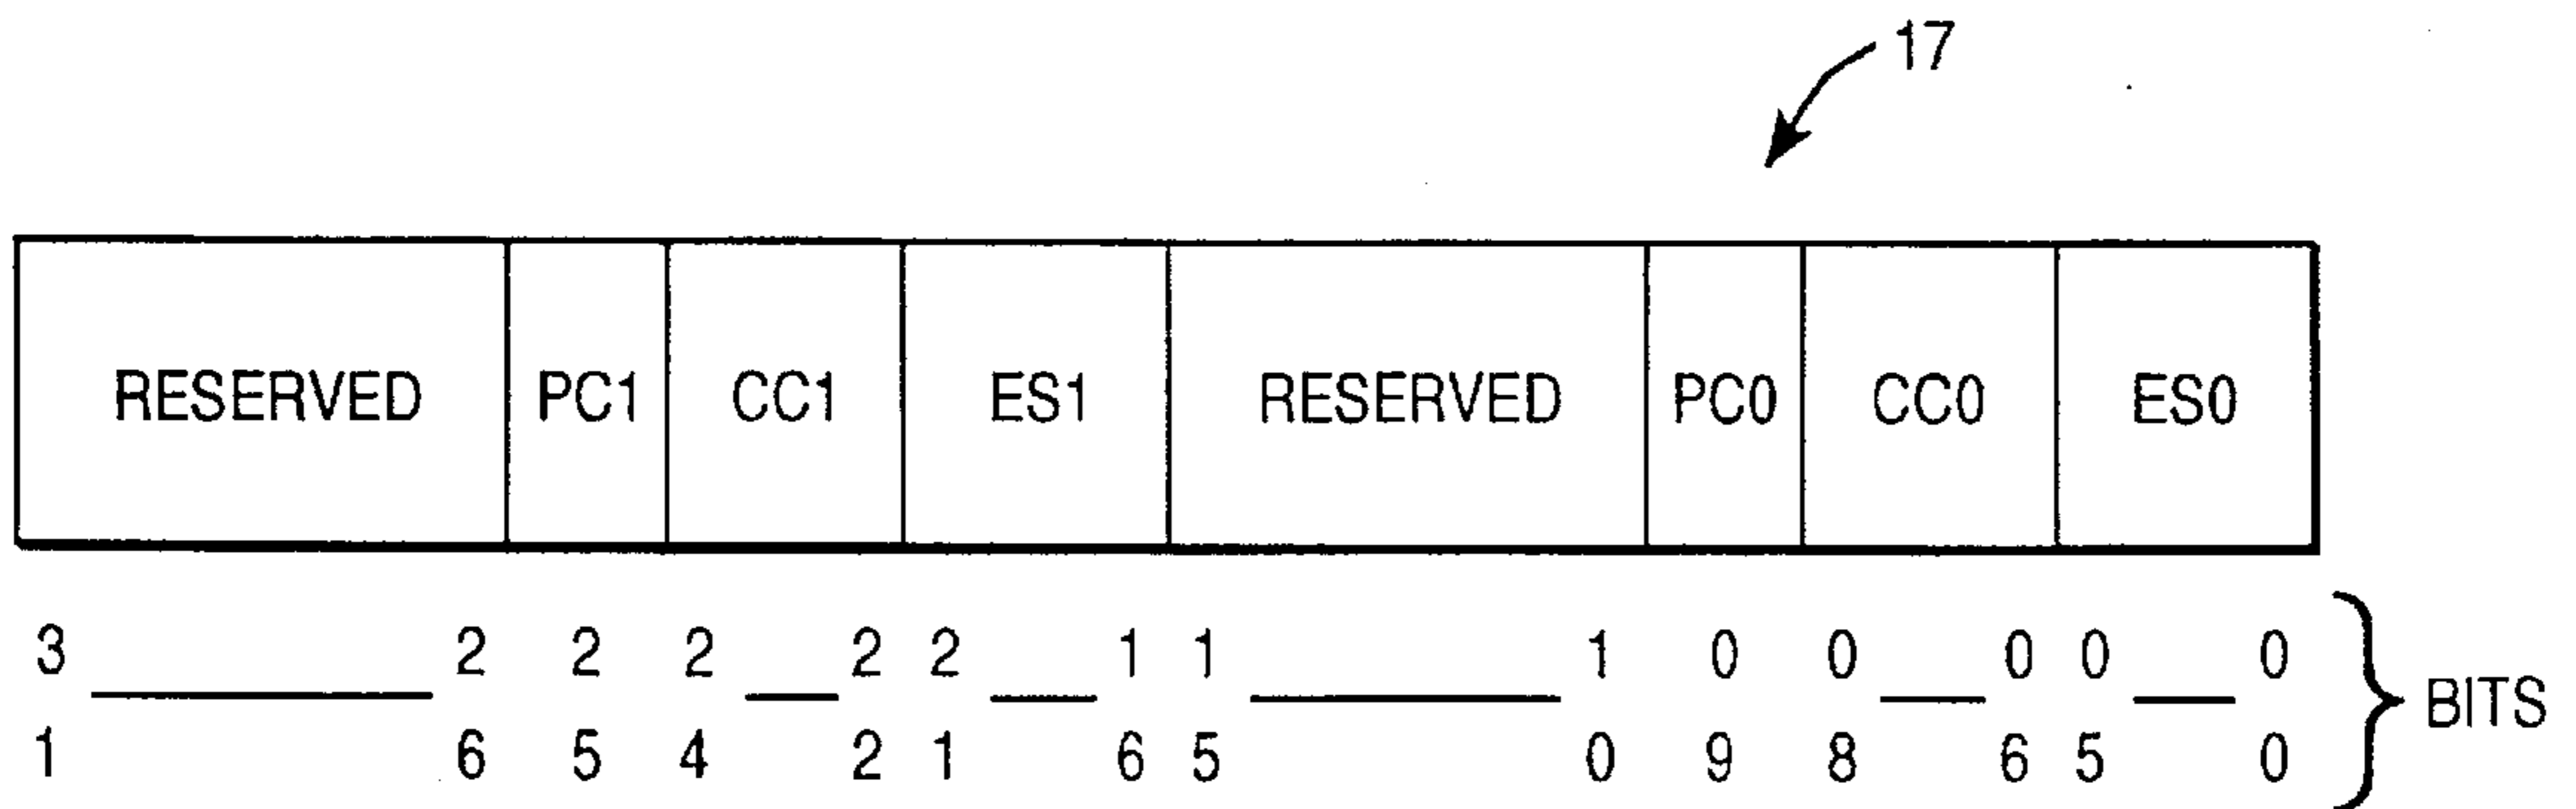 17
RESERVED PC1 CC1 ES1 RESERVED PC0 CC0 ES0
3 2 2 2 2 2 1 1 1 0 0 0 0 0
1 6 5 4 2 1 6 5 0 9 8 6 5 0
BITS